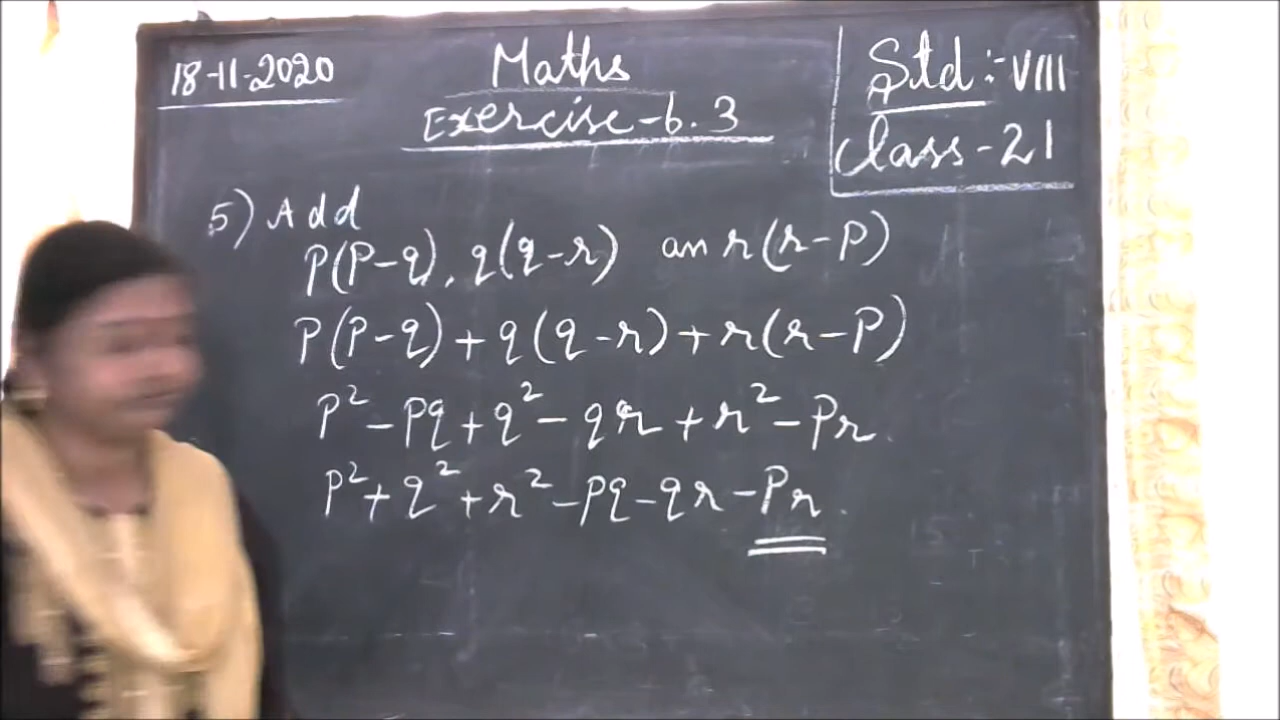 18-11-2020
Maths
Exercise-6.3
Std:-VIII
Class-21
5) Add
P(P-q), q(q-r) an r(r-P)
P(P-q)+q(q-r)+r(r-P)
P²-Pq+q²-qr+r²-Pr.
P²+q²+r²-Pq-qr-Pr.